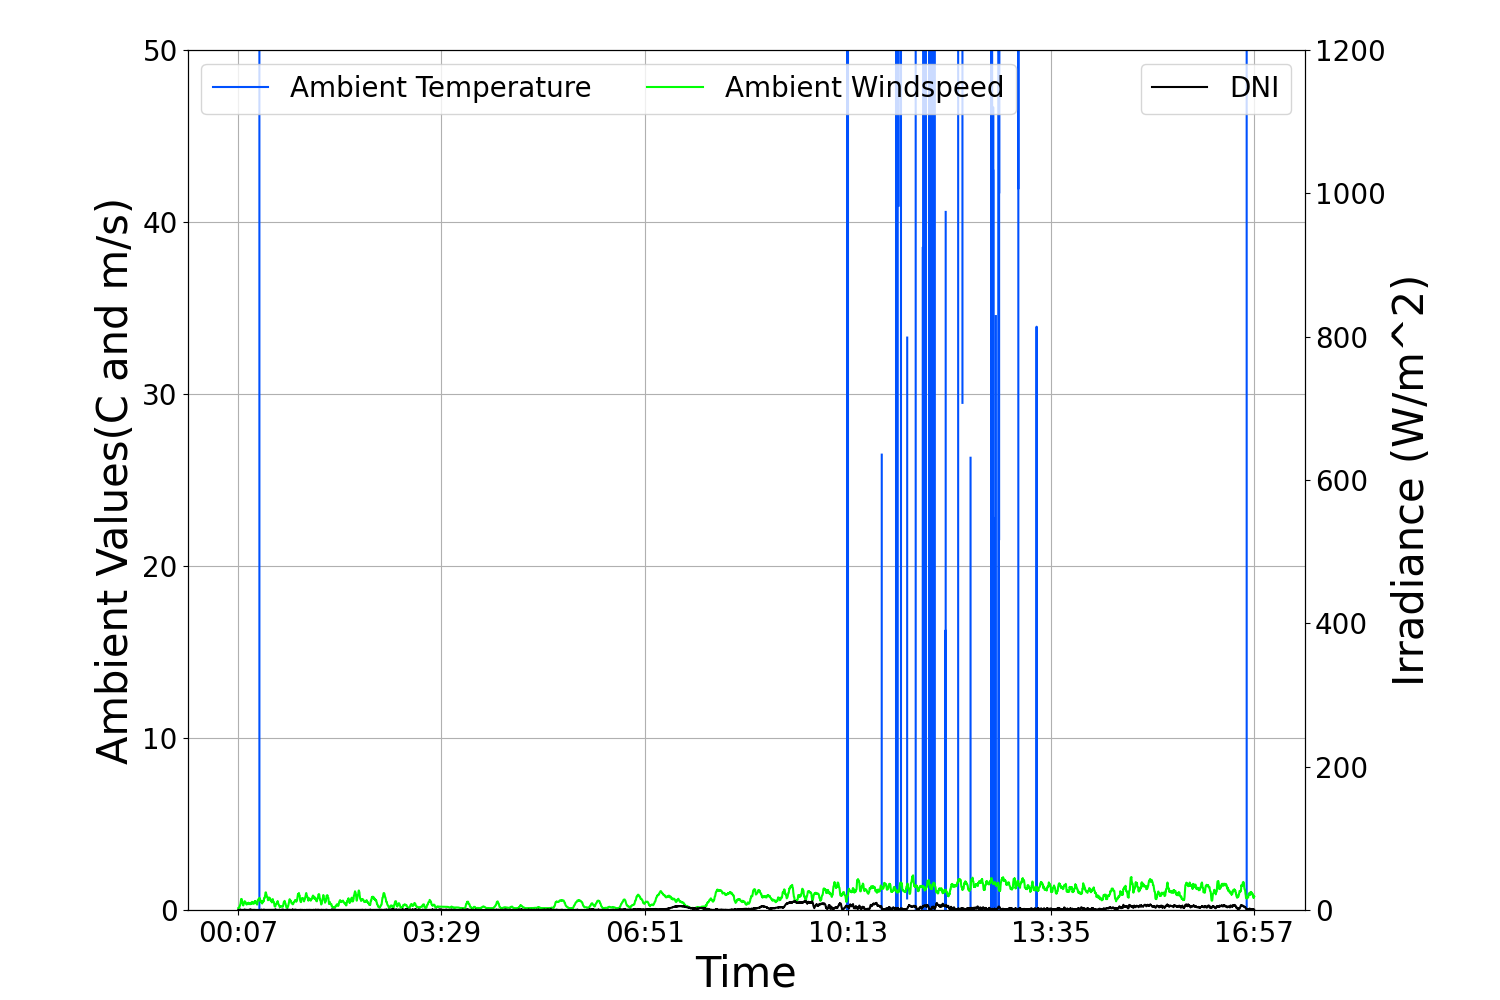 Ambient Temperature
Ambient Windspeed
DNI
Ambient Values(C and m/s)
50
40
30
20
10
0
1200
1000
800
600
400
200
0
Irradiance (W/m^2)
00:07 03:29 06:51 10:13 13:35 16:57
Time